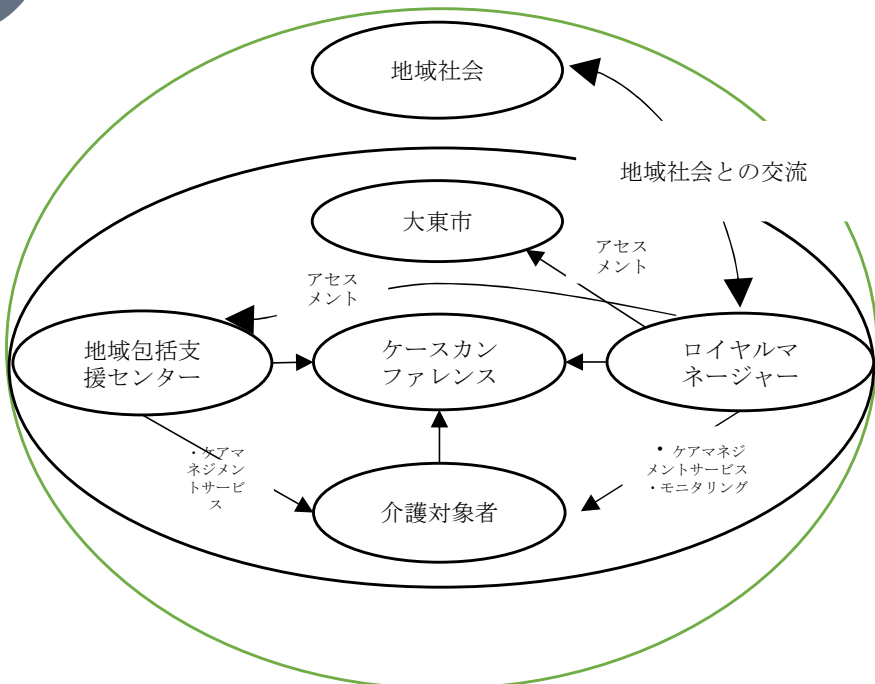 地域社会
地域社会との交流
大東市
アセス
メント
アセス
メント
地域包括支
援センター
ケースカン
ファレンス
ロイヤルマ
ネージャー
・ケアマ
ネジメン
トサービ
ス
• ケアマネジ
メントサービス
・モニタリング
介護対象者